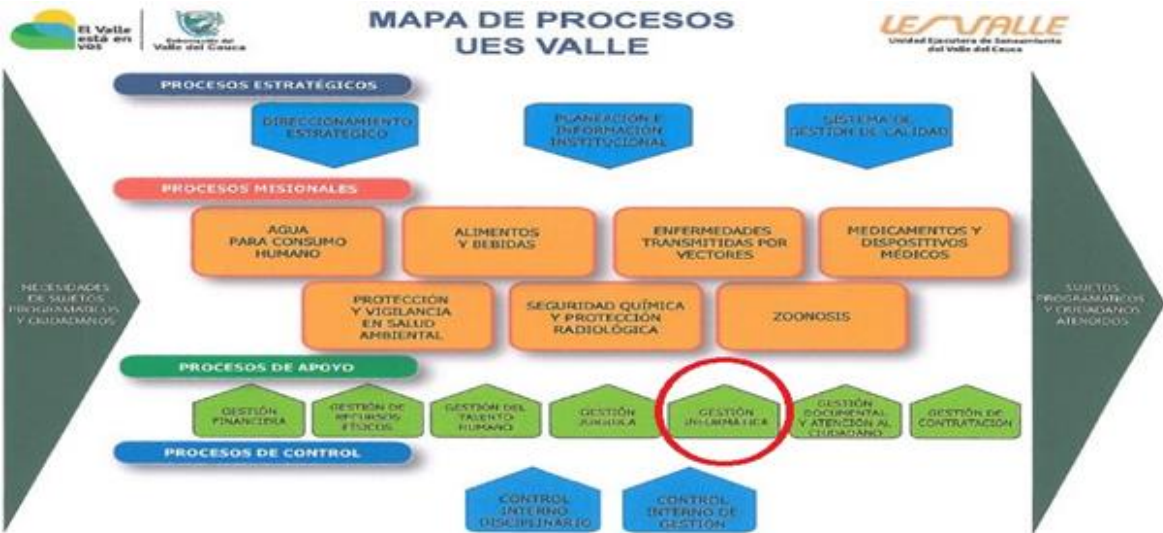 El Valle
está en
vos
Gobernación del
Valle del Cauca
MAPA DE PROCESOS
UES VALLE
UESVALLE
Unidad Ejecutora de Saneamiento
del Valle del Cauca
PROCESOS ESTRATÉGICOS
DIRECCIONAMIENTO
ESTRATÉGICO
PLANEACIÓN E
INFORMACIÓN
INSTITUCIONAL
SISTEMA DE
GESTIÓN DE CALIDAD
PROCESOS MISIONALES
AGUA
PARA CONSUMO
HUMANO
ALIMENTOS
Y BEBIDAS
ENFERMEDADES
TRANSMITIDAS POR
VECTORES
MEDICAMENTOS Y
DISPOSITIVOS
MÉDICOS
NECESIDADES
DE SUJETOS
PROGRAMÁTICOS
Y CIUDADANOS
PROTECCIÓN
Y VIGILANCIA
EN SALUD
AMBIENTAL
SEGURIDAD QUÍMICA
Y PROTECCIÓN
RADIOLÓGICA
ZOONOSIS
SUJETOS
PROGRAMÁTICOS
Y CIUDADANOS
ATENDIDOS
PROCESOS DE APOYO
GESTIÓN
FINANCIERA
GESTIÓN DE
RECURSOS
FÍSICOS
GESTIÓN DEL
TALENTO
HUMANO
GESTIÓN
JURÍDICA
GESTIÓN
INFORMÁTICA
GESTIÓN
DOCUMENTAL
Y ATENCIÓN AL
CIUDADANO
GESTIÓN DE
CONTRATACIÓN
PROCESOS DE CONTROL
CONTROL
INTERNO
DISCIPLINARIO
CONTROL
INTERNO DE
GESTIÓN